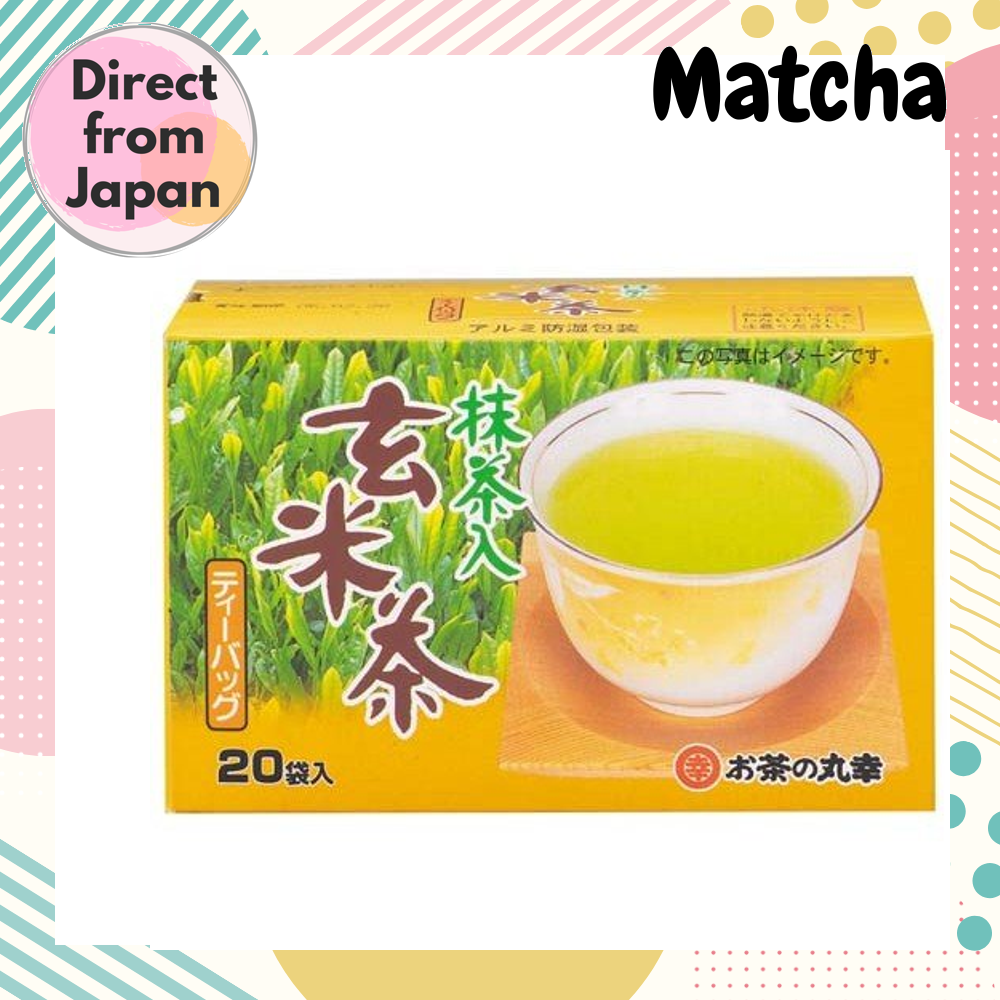 Direct
from
Japan
Matcha
アルミ防湿包装
この写真はイメージです。
抹茶入
玄米茶
ティーバッグ
20袋入
幸 お茶の丸幸